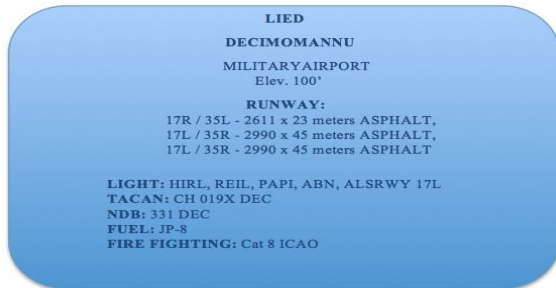 LIED
DECIMOMANNU
MILITARYAIRPORT
Elev. 100’
RUNWAY:
17R / 35L - 2611 x 23 meters ASPHALT,
17L / 35R - 2990 x 45 meters ASPHALT,
17L / 35R - 2990 x 45 meters ASPHALT
LIGHT: HIRL, REIL, PAPI, ABN, ALSRWY 17L
TACAN: CH 019X DEC
NDB: 331 DEC
FUEL: JP-8
FIRE FIGHTING: Cat 8 ICAO